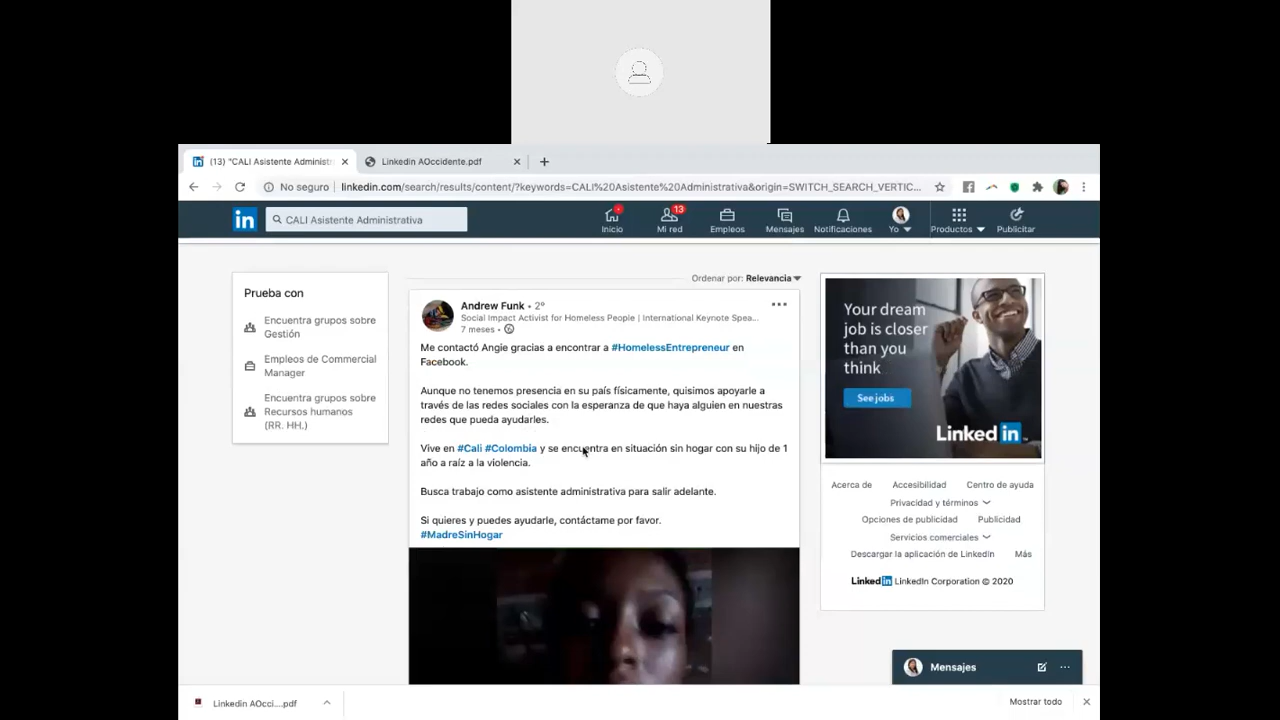 (13) "CALI Asistente Administr
Linkedin AOccidente.pdf
No seguro
linkedin.com/search/results/content/?keywords=CALI%20Asistente%20Administrativa&origin=SWITCH_SEARCH_VERTIC...
in
CALI Asistente Administrativa
Inicio
13
Mi red
Empleos
Mensajes
Notificaciones
Yo
Productos
Publicitar
Prueba con
Encuentra grupos sobre
Gestión
Empleos de Commercial
Manager
Encuentra grupos sobre
Recursos humanos
(RR. HH.)
Ordenar por: Relevancia
Andrew Funk • 2º
Social Impact Activist for Homeless People | International Keynote Spea...
7 meses •
Me contactó Angie gracias a encontrar a #HomelessEntrepreneur en
Facebook.
Aunque no tenemos presencia en su país físicamente, quisimos apoyarle a
través de las redes sociales con la esperanza de que haya alguien en nuestras
redes que pueda ayudarles.
Vive en #Cali #Colombia y se encuentra en situación sin hogar con su hijo de 1
año a raíz a la violencia.
Busca trabajo como asistente administrativa para salir adelante.
Si quieres y puedes ayudarle, contáctame por favor.
#MadreSinHogar
Your dream
job is closer
than you
think
See jobs
Linked in
Acerca de
Accesibilidad
Centro de ayuda
Privacidad y términos
Opciones de publicidad
Publicidad
Servicios comerciales
Descargar la aplicación de LinkedIn
Más
Linked in LinkedIn Corporation © 2020
Mensajes
Linkedin AOcci....pdf
Mostrar todo